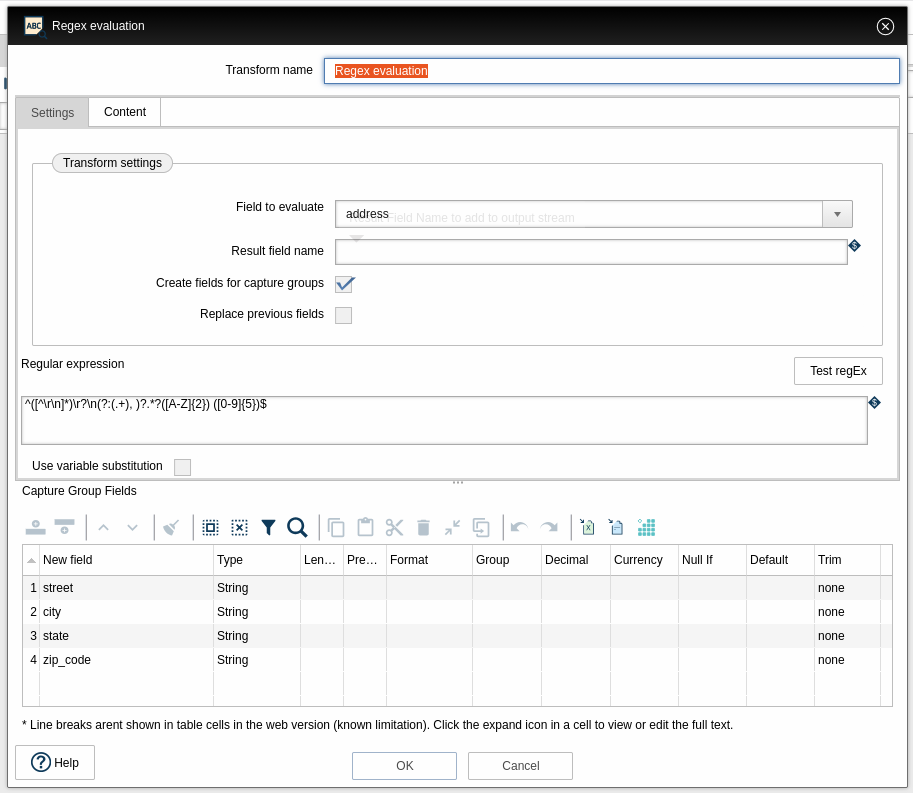 ABC Regex evaluation
Transform name Regex evaluation
Settings Content
Transform settings
Field to evaluate address
Field Name to add to output stream
Result field name
Create fields for capture groups
Replace previous fields
Regular expression Test regEx
^([^\r\n]*)\r?\n(?:(.+), )?.*?([A-Z]{2}) ([0-9]{5})$
Use variable substitution
Capture Group Fields
New field Type Len... Pre... Format Group Decimal Currency Null If Default Trim
1 street String none
2 city String none
3 state String none
4 zip_code String none
* Line breaks arent shown in table cells in the web version (known limitation). Click the expand icon in a cell to view or edit the full text.
? Help OK Cancel